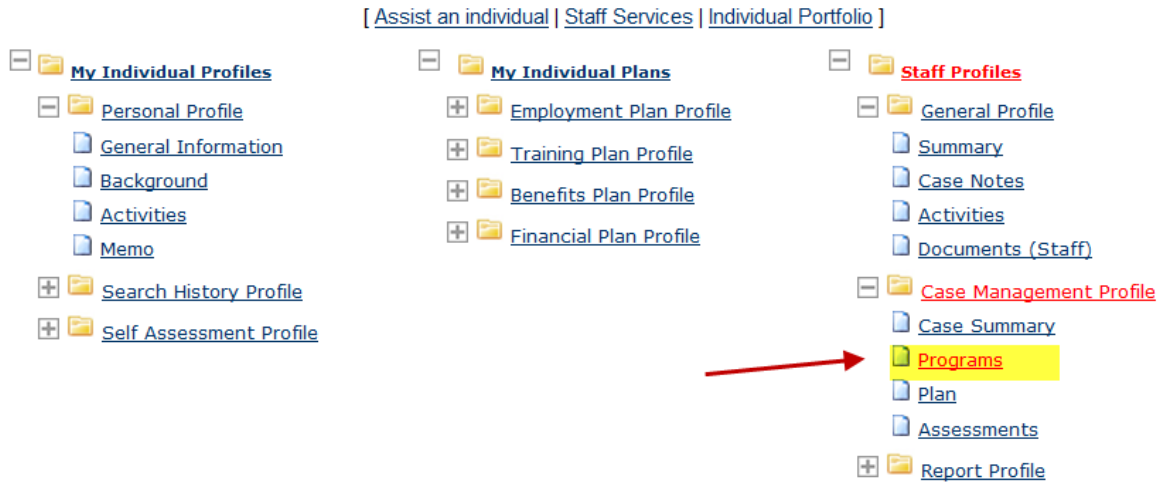 [ Assist an individual | Staff Services | Individual Portfolio ]
My Individual Profiles
Personal Profile
General Information
Background
Activities
Memo
Search History Profile
Self Assessment Profile
My Individual Plans
Employment Plan Profile
Training Plan Profile
Benefits Plan Profile
Financial Plan Profile
Staff Profiles
General Profile
Summary
Case Notes
Activities
Documents (Staff)
Case Management Profile
Case Summary
Programs
Plan
Assessments
Report Profile